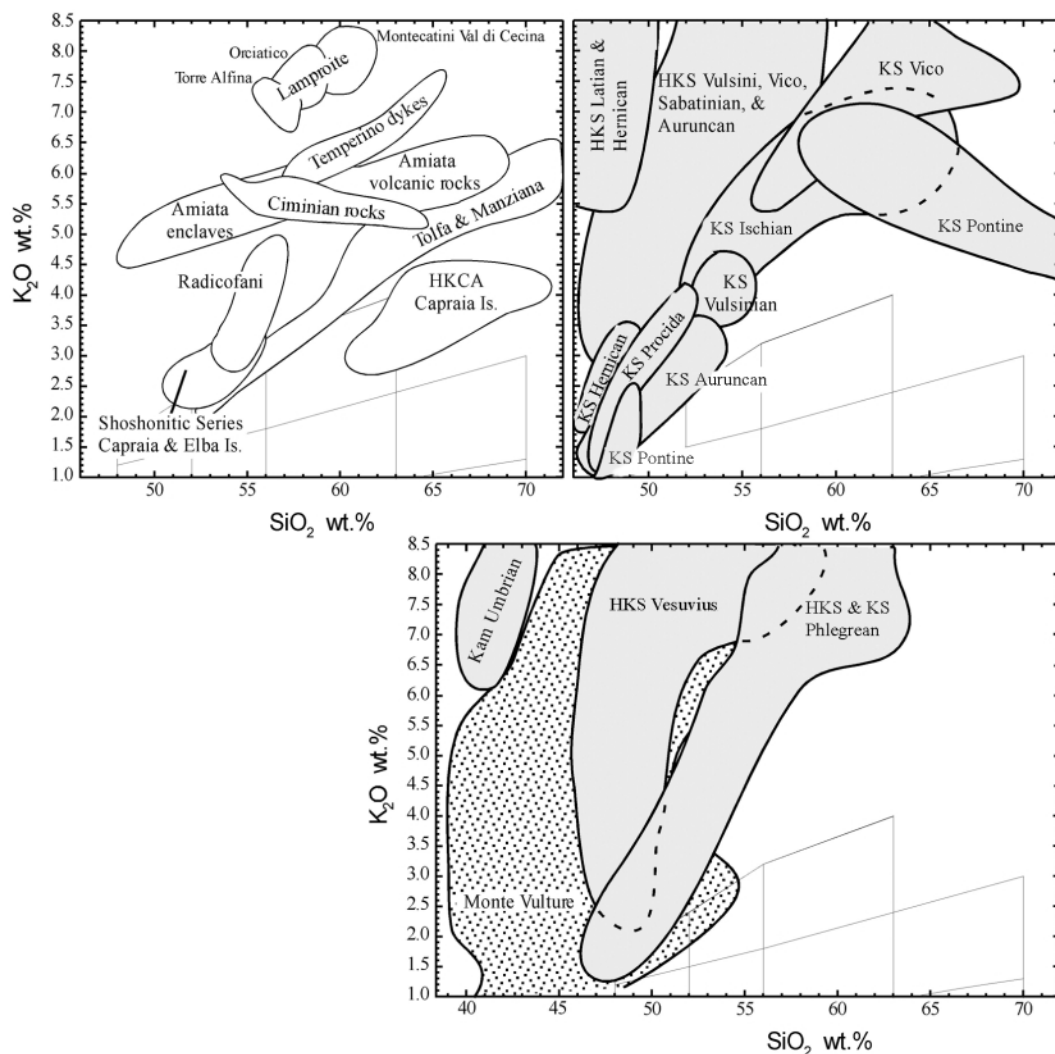 8.5
8.0
7.5
7.0
6.5
6.0
5.5
5.0
4.5
4.0
3.5
3.0
2.5
2.0
1.5
1.0
K₂O wt.%
Orciatico
Montecatini Val di Cecina
Torre Alfina
Lamproite
Temperino dykes
Amiata
volcanic rocks
Amiata
enclaves
Ciminian rocks
Tolfa & Manziana
Radicofani
HKCA
Capraia Is.
Shoshonitic Series
Capraia & Elba Is.
50 55 60 65 70
SiO₂ wt.%
HKS Latian &
Hernican
HKS Vulsini, Vico,
Sabatinian, &
Auruncan
KS Vico
KS Ischian
KS Pontine
KS
Vulsinian
KS Procida
KS Hernican
KS Auruncan
KS Pontine
50 55 60 65 70
SiO₂ wt.%
8.5
8.0
7.5
7.0
6.5
6.0
5.5
5.0
4.5
4.0
3.5
3.0
2.5
2.0
1.5
1.0
K₂O wt.%
Kam Umbrian
HKS Vesuvius
HKS & KS
Phlegrean
Monte Vulture
40 45 50 55 60 65 70
SiO₂ wt.%